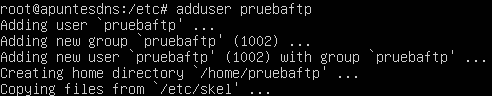 root@apuntesdns:/etc# adduser pruebaftp
Adding user `pruebaftp' ...
Adding new group `pruebaftp' (1002) ...
Adding new user `pruebaftp' (1002) with group `pruebaftp' ...
Creating home directory `/home/pruebaftp' ...
Copying files from `/etc/skel' ...